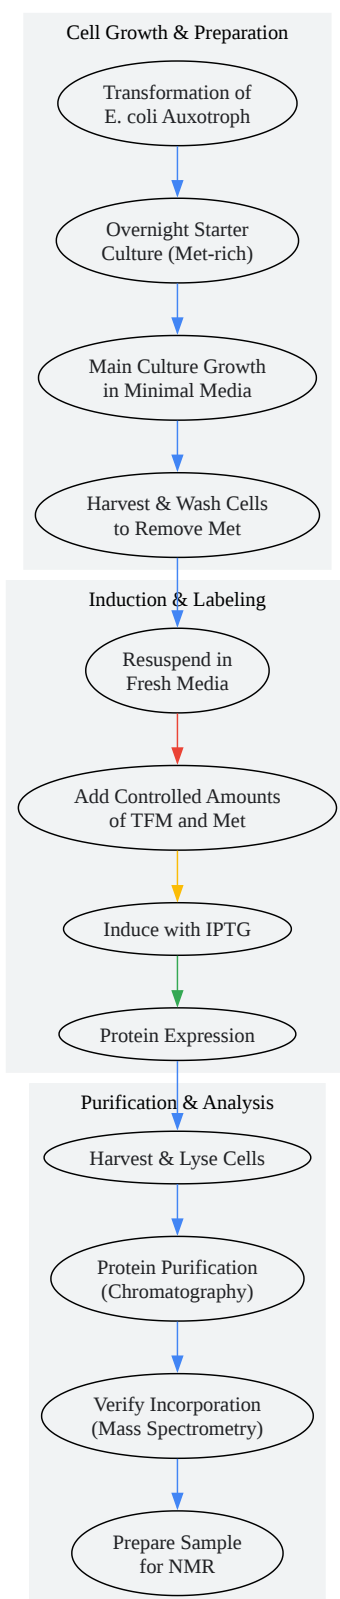 Cell Growth & Preparation
Transformation of
E. coli Auxotroph
Overnight Starter
Culture (Met-rich)
Main Culture Growth
in Minimal Media
Harvest & Wash Cells
to Remove Met
Induction & Labeling
Resuspend in
Fresh Media
Add Controlled Amounts
of TFM and Met
Induce with IPTG
Protein Expression
Purification & Analysis
Harvest & Lyse Cells
Protein Purification
(Chromatography)
Verify Incorporation
(Mass Spectrometry)
Prepare Sample
for NMR